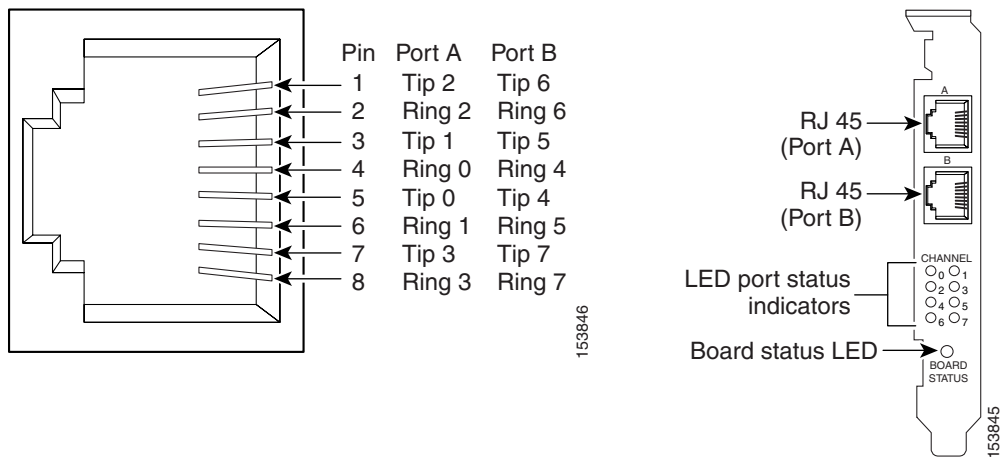 Pin Port A Port B
1 Tip 2 Tip 6
2 Ring 2 Ring 6
3 Tip 1 Tip 5
4 Ring 0 Ring 4
5 Tip 0 Tip 4
6 Ring 1 Ring 5
7 Tip 3 Tip 7
8 Ring 3 Ring 7
153846
A
RJ 45
(Port A)
B
RJ 45
(Port B)
CHANNEL
0 1
2 3
4 5
6 7
LED port status
indicators
Board status LED
BOARD
STATUS
153845